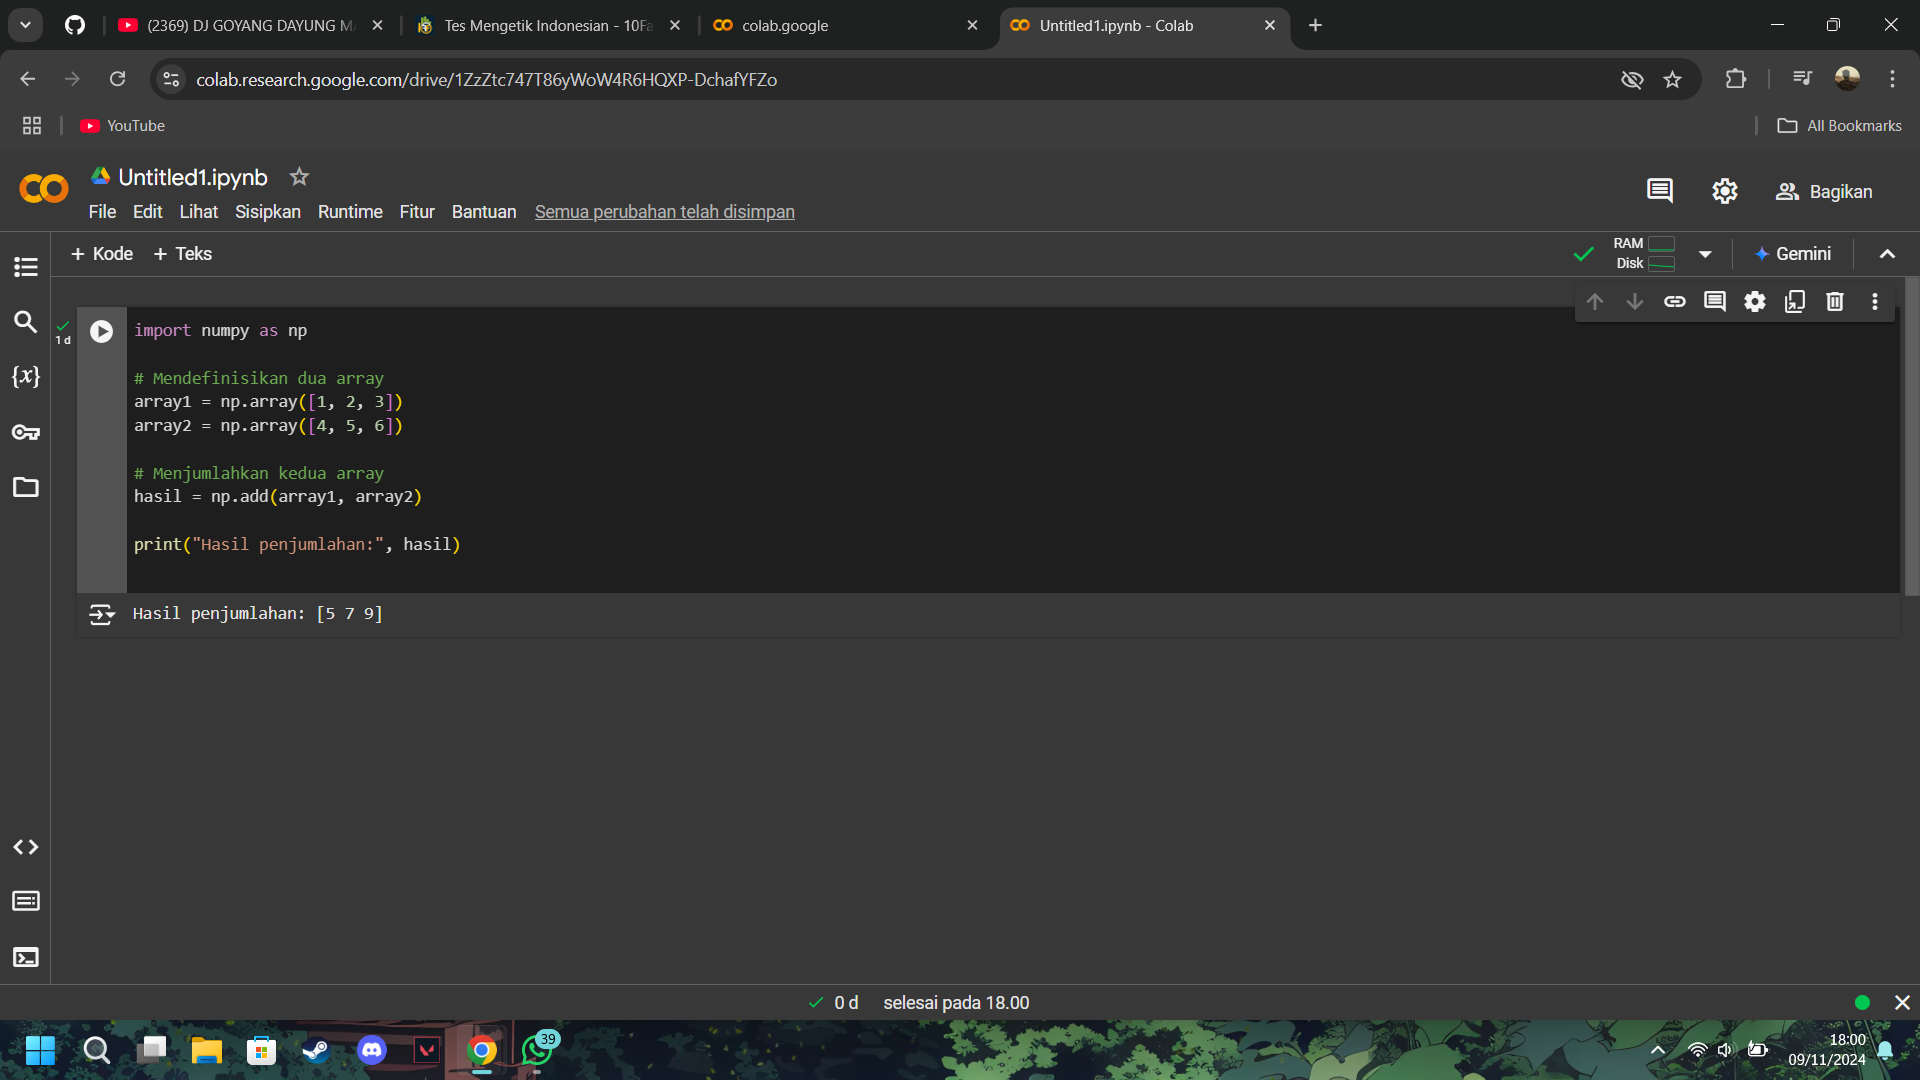 (2369) DJ GOYANG DAYUNG M
Tes Mengetik Indonesian - 10Fa
colab.google
Untitled1.ipynb - Colab
colab.research.google.com/drive/1ZzZtc747T86yWoW4R6HQXP-DchafYFZo
YouTube
All Bookmarks
Untitled1.ipynb
File Edit Lihat Sisipkan Runtime Fitur Bantuan Semua perubahan telah disimpan
Bagikan
+ Kode + Teks
RAM
Disk
Gemini
1 d
import numpy as np
# Mendefinisikan dua array
array1 = np.array([1, 2, 3])
array2 = np.array([4, 5, 6])
# Menjumlahkan kedua array
hasil = np.add(array1, array2)
print("Hasil penjumlahan:", hasil)
Hasil penjumlahan: [5 7 9]
0 d selesai pada 18.00
39
18:00
09/11/2024